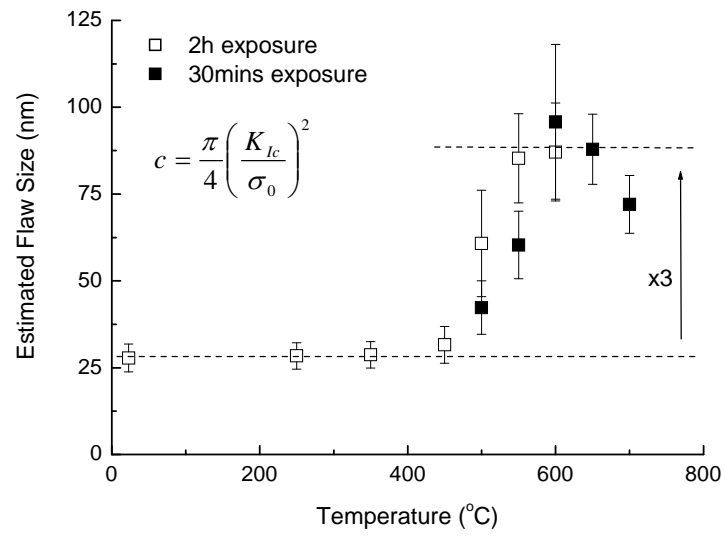 125
100
75
50
25
0
Estimated Flaw Size (nm)
2h exposure
30mins exposure
c = π/4 (K_Ic/σ_0)^2
x3
0 200 400 600 800
Temperature (°C)